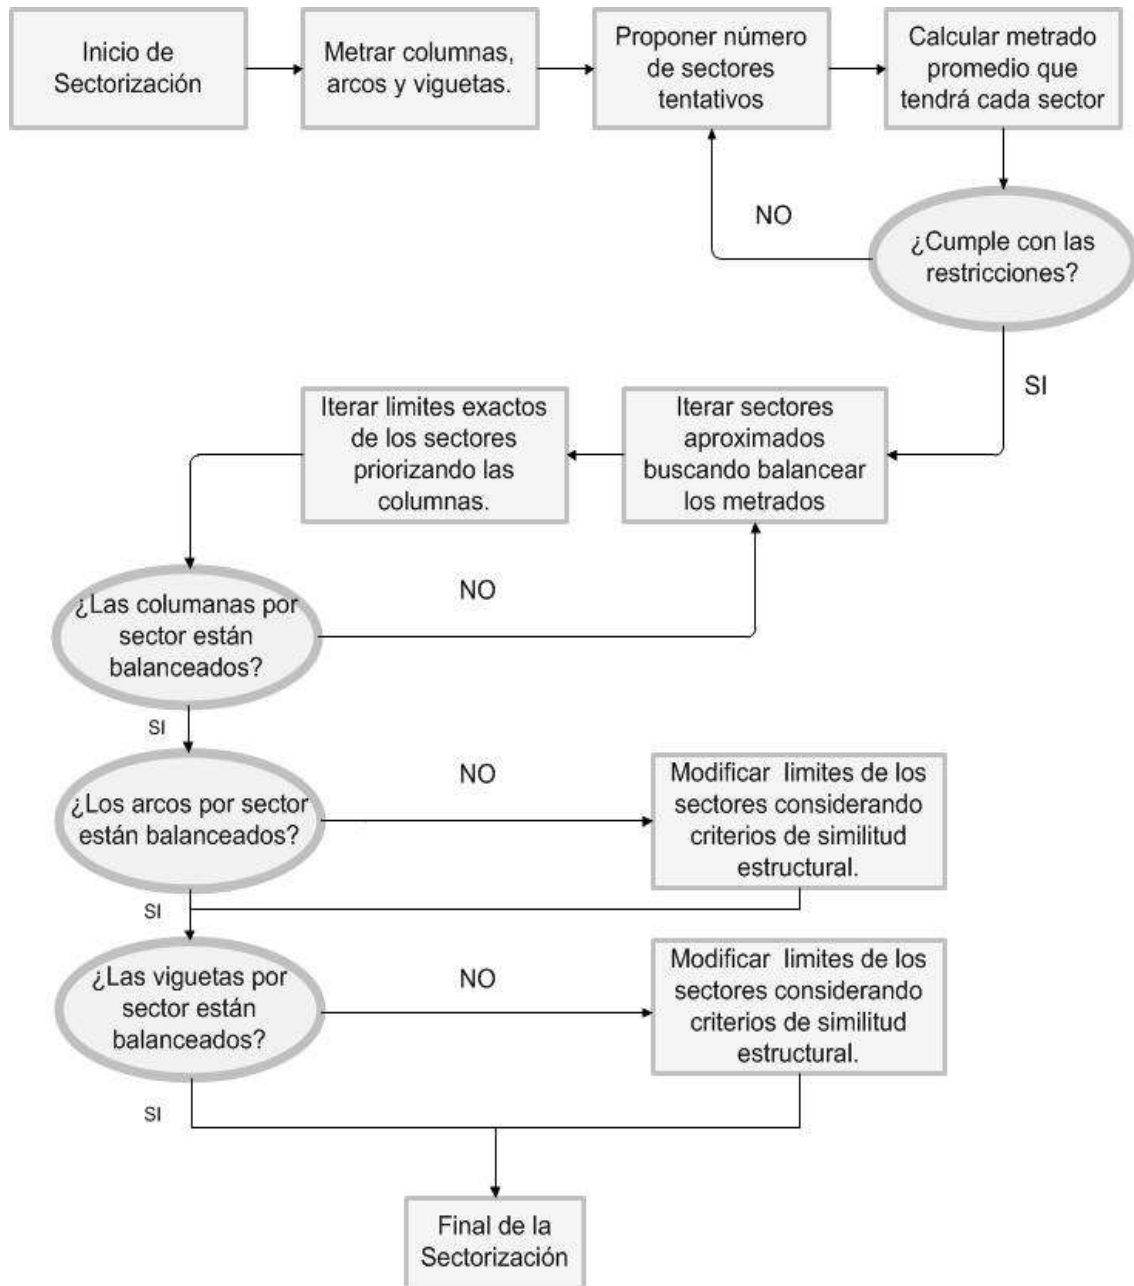 Inicio de
Sectorización
Metrar columnas,
arcos y viguetas.
Proponer número
de sectores
tentativos
Calcular metrado
promedio que
tendrá cada sector
NO
¿Cumple con las
restricciones?
SI
Iterar limites exactos
de los sectores
priorizando las
columnas.
Iterar sectores
aproximados
buscando balancear
los metrados
¿Las columanas por
sector están
balanceados?
NO
SI
¿Los arcos por sector
están balanceados?
NO
Modificar limites de los
sectores considerando
criterios de similitud
estructural.
SI
¿Las viguetas por
sector están
balanceados?
NO
Modificar limites de los
sectores considerando
criterios de similitud
estructural.
SI
Final de la
Sectorización